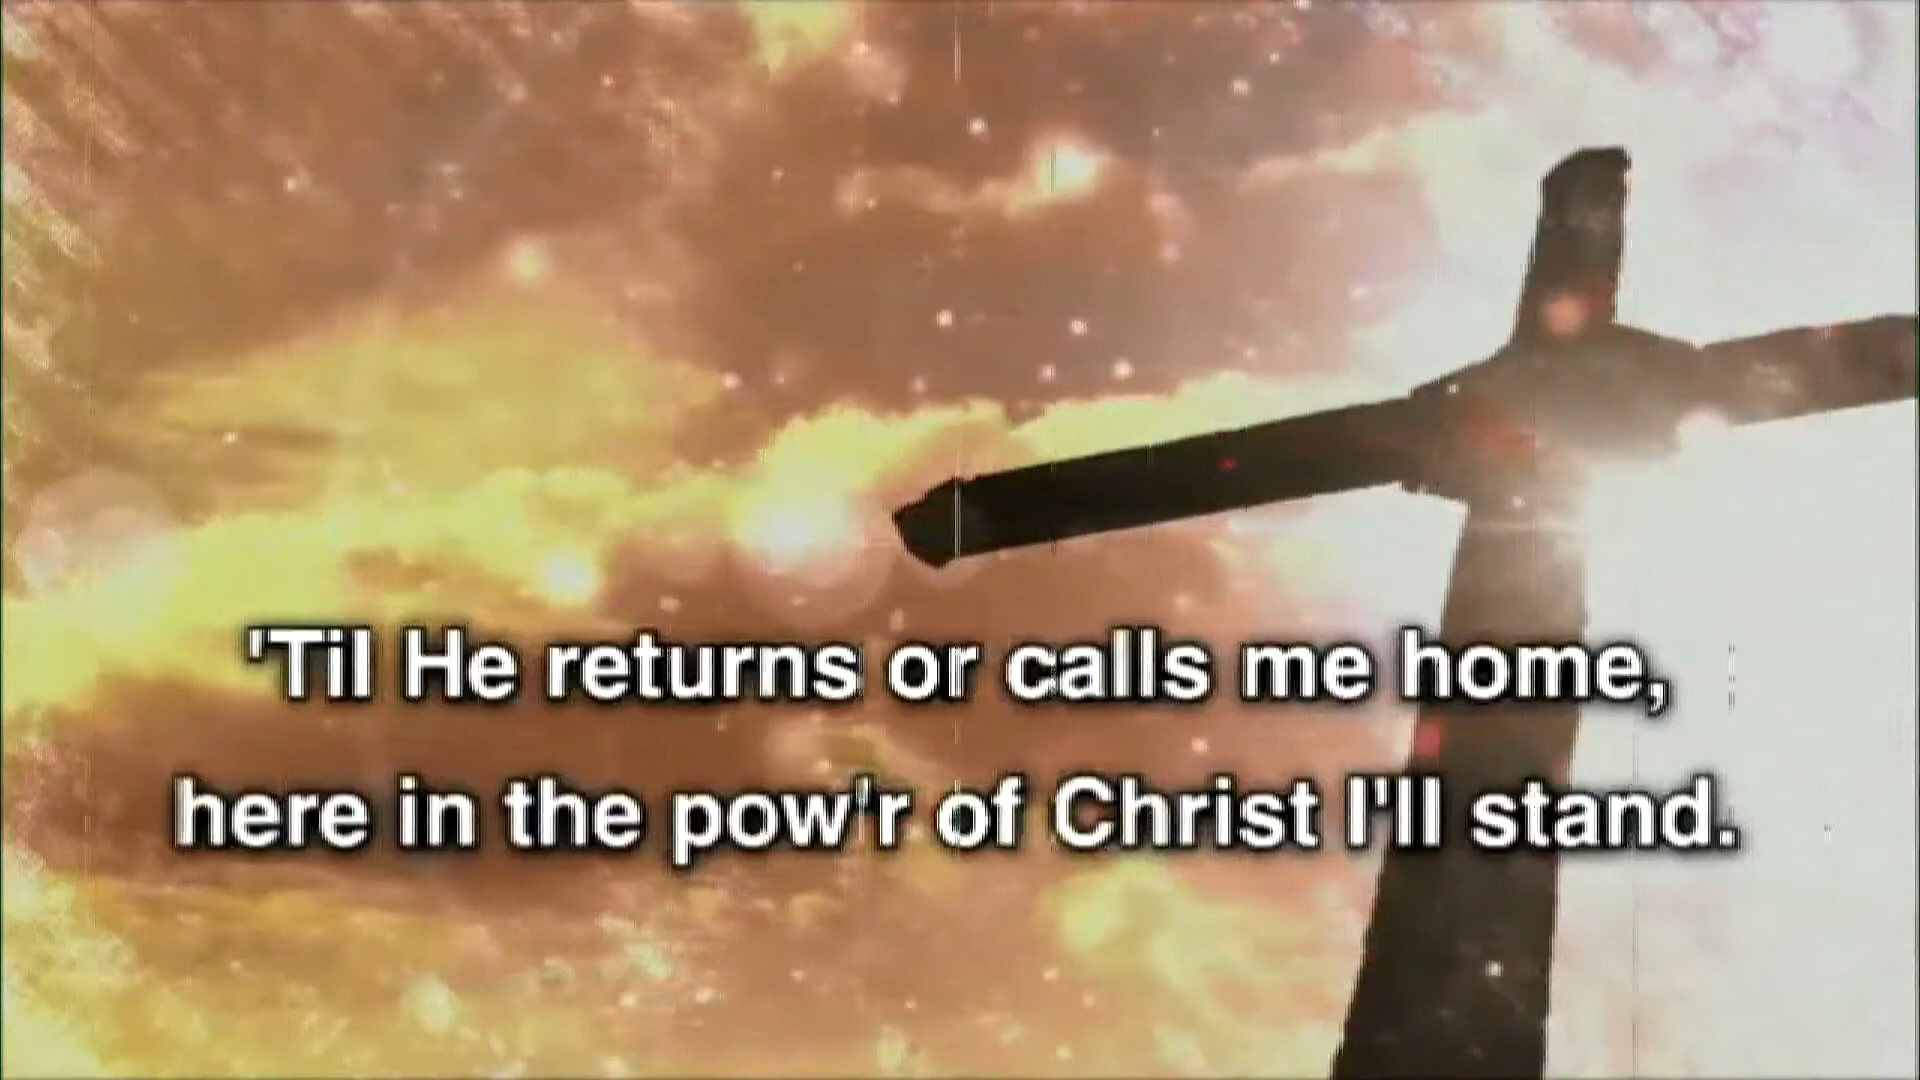 'Til He returns or calls me home,
here in the pow'r of Christ I'll stand.